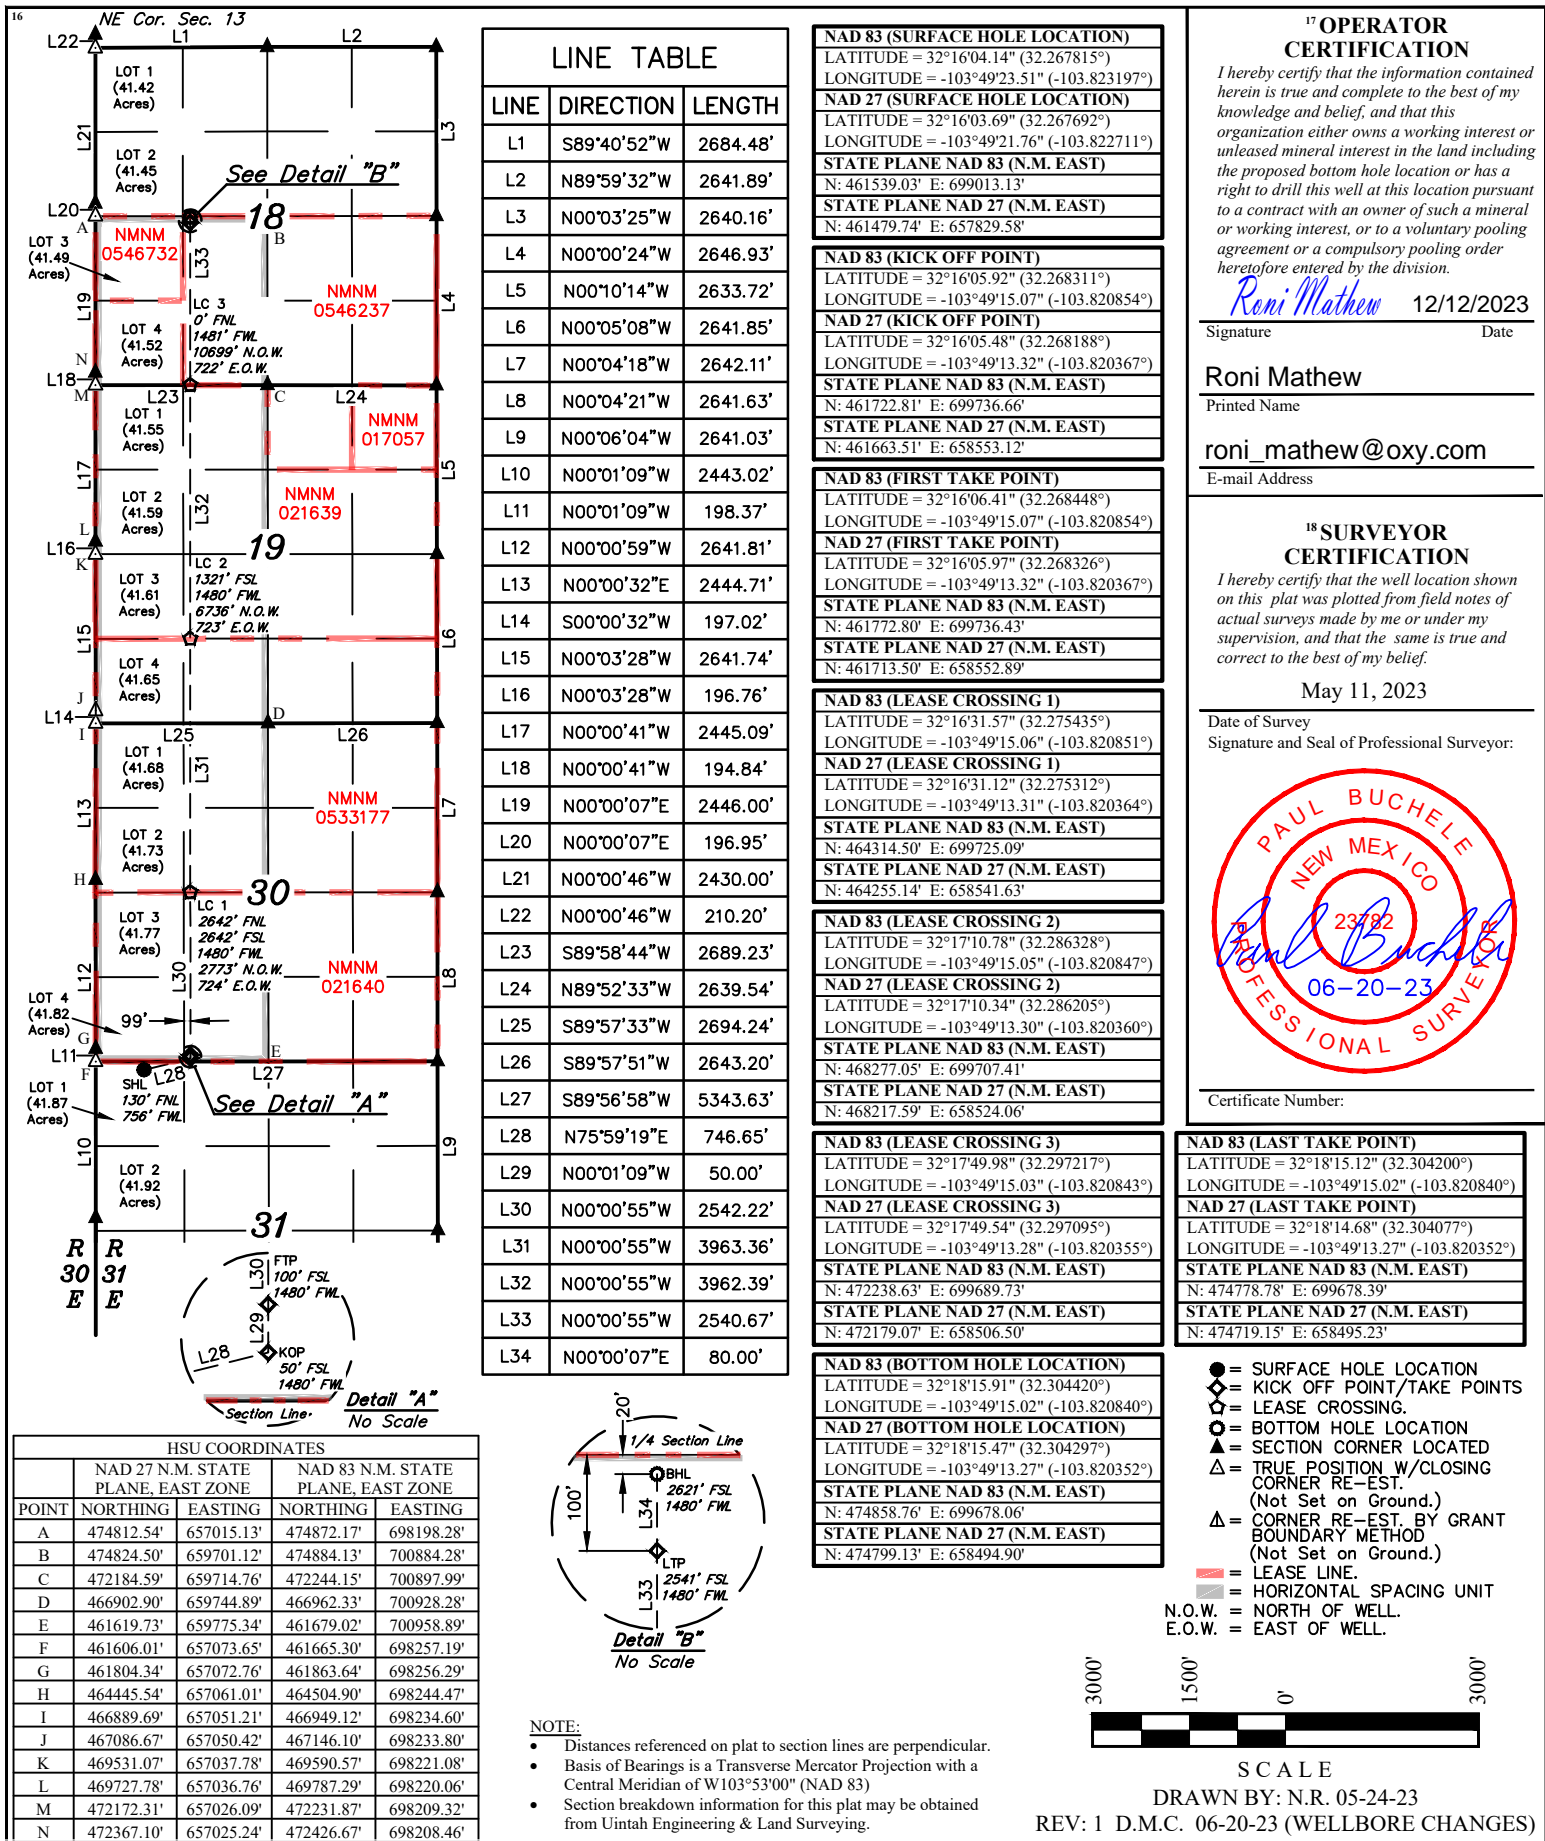 16
NE Cor. Sec. 13
L22
L1
L2
LOT 1
(41.42
Acres)
L21
L3
LOT 2
(41.45
Acres)
See Detail "B"
L20
A
18
B
LOT 3
(41.49
Acres)
NMNM
0546732
L33
NMNM
0546237
L19
L4
LC 3
0' FNL
1481' FWL
10699' N.O.W.
722' E.O.W.
LOT 4
(41.52
Acres)
N
L18
M
L23
C
L24
LOT 1
(41.55
Acres)
NMNM
017057
L17
L5
LOT 2
(41.59
Acres)
L32
NMNM
021639
L
L16
K
19
LC 2
1321' FSL
1480' FWL
6736' N.O.W.
723' E.O.W.
LOT 3
(41.61
Acres)
L15
L6
LOT 4
(41.65
Acres)
J
L14
I
D
L25
L26
LOT 1
(41.68
Acres)
L31
L13
NMNM
0533177
L7
LOT 2
(41.73
Acres)
H
30
LC 1
2642' FNL
2642' FSL
1480' FWL
2773' N.O.W.
724' E.O.W.
LOT 3
(41.77
Acres)
L12
L30
NMNM
021640
L8
LOT 4
(41.82
Acres)
99'
G
L11
F
E
L28
L27
SHL
130' FNL
756' FWL
LOT 1
(41.87
Acres)
See Detail "A"
L10
L9
LOT 2
(41.92
Acres)
31
R R
30 31
E E
L30
FTP
100' FSL
1480' FWL
L29
L28
KOP
50' FSL
1480' FWL
Section Line
Detail "A"
No Scale
LINE TABLE
LINE DIRECTION LENGTH
L1 S89°40'52"W 2684.48'
L2 N89°59'32"W 2641.89'
L3 N00°03'25"W 2640.16'
L4 N00°00'24"W 2646.93'
L5 N00°10'14"W 2633.72'
L6 N00°05'08"W 2641.85'
L7 N00°04'18"W 2642.11'
L8 N00°04'21"W 2641.63'
L9 N00°06'04"W 2641.03'
L10 N00°01'09"W 2443.02'
L11 N00°01'09"W 198.37'
L12 N00°00'59"W 2641.81'
L13 N00°00'32"E 2444.71'
L14 S00°00'32"W 197.02'
L15 N00°03'28"W 2641.74'
L16 N00°03'28"W 196.76'
L17 N00°00'41"W 2445.09'
L18 N00°00'41"W 194.84'
L19 N00°00'07"E 2446.00'
L20 N00°00'07"E 196.95'
L21 N00°00'46"W 2430.00'
L22 N00°00'46"W 210.20'
L23 S89°58'44"W 2689.23'
L24 N89°52'33"W 2639.54'
L25 S89°57'33"W 2694.24'
L26 S89°57'51"W 2643.20'
L27 S89°56'58"W 5343.63'
L28 N75°59'19"E 746.65'
L29 N00°01'09"W 50.00'
L30 N00°00'55"W 2542.22'
L31 N00°00'55"W 3963.36'
L32 N00°00'55"W 3962.39'
L33 N00°00'55"W 2540.67'
L34 N00°00'07"E 80.00'
NAD 83 (SURFACE HOLE LOCATION)
LATITUDE = 32°16'04.14" (32.267815°)
LONGITUDE = -103°49'23.51" (-103.823197°)
NAD 27 (SURFACE HOLE LOCATION)
LATITUDE = 32°16'03.69" (32.267692°)
LONGITUDE = -103°49'21.76" (-103.822711°)
STATE PLANE NAD 83 (N.M. EAST)
N: 461539.03' E: 699013.13'
STATE PLANE NAD 27 (N.M. EAST)
N: 461479.74' E: 657829.58'
NAD 83 (KICK OFF POINT)
LATITUDE = 32°16'05.92" (32.268311°)
LONGITUDE = -103°49'15.07" (-103.820854°)
NAD 27 (KICK OFF POINT)
LATITUDE = 32°16'05.48" (32.268188°)
LONGITUDE = -103°49'13.32" (-103.820367°)
STATE PLANE NAD 83 (N.M. EAST)
N: 461722.81' E: 699736.66'
STATE PLANE NAD 27 (N.M. EAST)
N: 461663.51' E: 658553.12'
NAD 83 (FIRST TAKE POINT)
LATITUDE = 32°16'06.41" (32.268448°)
LONGITUDE = -103°49'15.07" (-103.820854°)
NAD 27 (FIRST TAKE POINT)
LATITUDE = 32°16'05.97" (32.268326°)
LONGITUDE = -103°49'13.32" (-103.820367°)
STATE PLANE NAD 83 (N.M. EAST)
N: 461772.80' E: 699736.43'
STATE PLANE NAD 27 (N.M. EAST)
N: 461713.50' E: 658552.89'
NAD 83 (LEASE CROSSING 1)
LATITUDE = 32°16'31.57" (32.275435°)
LONGITUDE = -103°49'15.06" (-103.820851°)
NAD 27 (LEASE CROSSING 1)
LATITUDE = 32°16'31.12" (32.275312°)
LONGITUDE = -103°49'13.31" (-103.820364°)
STATE PLANE NAD 83 (N.M. EAST)
N: 464314.50' E: 699725.09'
STATE PLANE NAD 27 (N.M. EAST)
N: 464255.14' E: 658541.63'
NAD 83 (LEASE CROSSING 2)
LATITUDE = 32°17'10.78" (32.286328°)
LONGITUDE = -103°49'15.05" (-103.820847°)
NAD 27 (LEASE CROSSING 2)
LATITUDE = 32°17'10.34" (32.286205°)
LONGITUDE = -103°49'13.30" (-103.820360°)
STATE PLANE NAD 83 (N.M. EAST)
N: 468277.05' E: 699707.41'
STATE PLANE NAD 27 (N.M. EAST)
N: 468217.59' E: 658524.06'
NAD 83 (LEASE CROSSING 3)
LATITUDE = 32°17'49.98" (32.297217°)
LONGITUDE = -103°49'15.03" (-103.820843°)
NAD 27 (LEASE CROSSING 3)
LATITUDE = 32°17'49.54" (32.297095°)
LONGITUDE = -103°49'13.28" (-103.820355°)
STATE PLANE NAD 83 (N.M. EAST)
N: 472238.63' E: 699689.73'
STATE PLANE NAD 27 (N.M. EAST)
N: 472179.07' E: 658506.50'
NAD 83 (BOTTOM HOLE LOCATION)
LATITUDE = 32°18'15.91" (32.304420°)
LONGITUDE = -103°49'15.02" (-103.820840°)
NAD 27 (BOTTOM HOLE LOCATION)
LATITUDE = 32°18'15.47" (32.304297°)
LONGITUDE = -103°49'13.27" (-103.820352°)
STATE PLANE NAD 83 (N.M. EAST)
N: 474858.76' E: 699678.06'
STATE PLANE NAD 27 (N.M. EAST)
N: 474799.13' E: 658494.90'
17 OPERATOR
CERTIFICATION
I hereby certify that the information contained
herein is true and complete to the best of my
knowledge and belief, and that this
organization either owns a working interest or
unleased mineral interest in the land including
the proposed bottom hole location or has a
right to drill this well at this location pursuant
to a contract with an owner of such a mineral
or working interest, or to a voluntary pooling
agreement or a compulsory pooling order
heretofore entered by the division.
Roni Mathew 12/12/2023
Signature Date
Roni Mathew
Printed Name
roni_mathew@oxy.com
E-mail Address
18 SURVEYOR
CERTIFICATION
I hereby certify that the well location shown
on this plat was plotted from field notes of
actual surveys made by me or under my
supervision, and that the same is true and
correct to the best of my belief.
May 11, 2023
Date of Survey
Signature and Seal of Professional Surveyor:
PAUL BUCHELE
NEW MEXICO
23782
Paul Buchele
06-20-23
PROFESSIONAL SURVEYOR
Certificate Number:
NAD 83 (LAST TAKE POINT)
LATITUDE = 32°18'15.12" (32.304200°)
LONGITUDE = -103°49'15.02" (-103.820840°)
NAD 27 (LAST TAKE POINT)
LATITUDE = 32°18'14.68" (32.304077°)
LONGITUDE = -103°49'13.27" (-103.820352°)
STATE PLANE NAD 83 (N.M. EAST)
N: 474778.78' E: 699678.39'
STATE PLANE NAD 27 (N.M. EAST)
N: 474719.15' E: 658495.23'
= SURFACE HOLE LOCATION
= KICK OFF POINT/TAKE POINTS
= LEASE CROSSING.
= BOTTOM HOLE LOCATION
= SECTION CORNER LOCATED
= TRUE POSITION W/CLOSING
CORNER RE-EST.
(Not Set on Ground.)
= CORNER RE-EST. BY GRANT
BOUNDARY METHOD
(Not Set on Ground.)
= LEASE LINE.
= HORIZONTAL SPACING UNIT
N.O.W. = NORTH OF WELL.
E.O.W. = EAST OF WELL.
HSU COORDINATES
NAD 27 N.M. STATE PLANE, EAST ZONE NAD 83 N.M. STATE PLANE, EAST ZONE
POINT NORTHING EASTING NORTHING EASTING
A 474812.54' 657015.13' 474872.17' 698198.28'
B 474824.50' 659701.12' 474884.13' 700884.28'
C 472184.59' 659714.76' 472244.15' 700897.99'
D 466902.90' 659744.89' 466962.33' 700928.28'
E 461619.73' 659775.34' 461679.02' 700958.89'
F 461606.01' 657073.65' 461665.30' 698257.19'
G 461804.34' 657072.76' 461863.64' 698256.29'
H 464445.54' 657061.01' 464504.90' 698244.47'
I 466889.69' 657051.21' 466949.12' 698234.60'
J 467086.67' 657050.42' 467146.10' 698233.80'
K 469531.07' 657037.78' 469590.57' 698221.08'
L 469727.78' 657036.76' 469787.29' 698220.06'
M 472172.31' 657026.09' 472231.87' 698209.32'
N 472367.10' 657025.24' 472426.67' 698208.46'
20'
1/4 Section Line
BHL
2621' FSL
1480' FWL
100'
L34
LTP
2541' FSL
1480' FWL
L33
Detail "B"
No Scale
NOTE:
• Distances referenced on plat to section lines are perpendicular.
• Basis of Bearings is a Transverse Mercator Projection with a
Central Meridian of W103°53'00" (NAD 83)
• Section breakdown information for this plat may be obtained
from Uintah Engineering & Land Surveying.
3000' 1500' 0' 3000'
SCALE
DRAWN BY: N.R. 05-24-23
REV: 1 D.M.C. 06-20-23 (WELLBORE CHANGES)